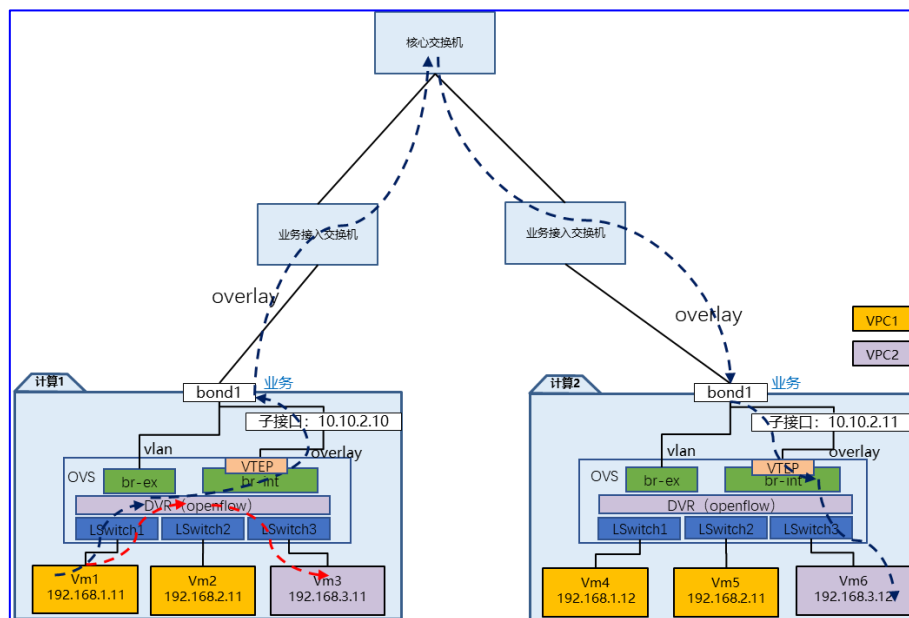 核心交换机
业务接入交换机
业务接入交换机
overlay
overlay
VPC1
VPC2
计算1
bond1
业务
子接口：10.10.2.10
vlan
overlay
OVS
VTEP
br-ex
br-int
DVR（openflow）
LSwitch1
LSwitch2
LSwitch3
Vm1
192.168.1.11
Vm2
192.168.2.11
Vm3
192.168.3.11
计算2
bond1
业务
子接口：10.10.2.11
vlan
overlay
OVS
VTEP
br-ex
br-int
DVR（openflow）
LSwitch1
LSwitch2
LSwitch3
Vm4
192.168.1.12
Vm5
192.168.2.11
Vm6
192.168.3.12